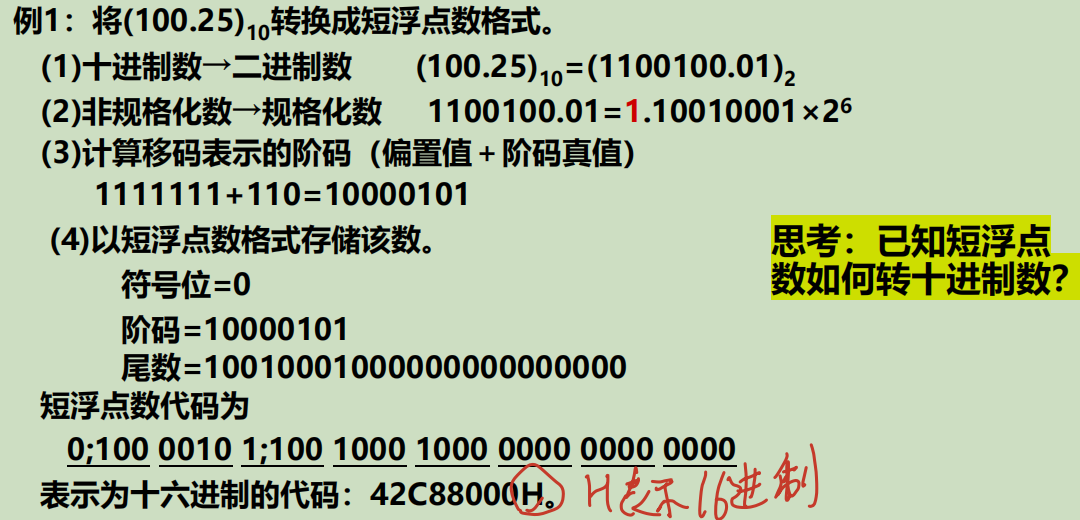 例1：将(100.25)₁₀转换成短浮点数格式。
(1)十进制数→二进制数 (100.25)₁₀=(1100100.01)₂
(2)非规格化数→规格化数 1100100.01=1.10010001×2⁶
(3)计算移码表示的阶码（偏置值＋阶码真值）
1111111+110=10000101
(4)以短浮点数格式存储该数。
符号位=0
阶码=10000101
尾数=10010001000000000000000
思考：已知短浮点
数如何转十进制数？
短浮点数代码为
0;100 0010 1;100 1000 1000 0000 0000 0000
表示为十六进制的代码：42C88000H。
H表示16进制